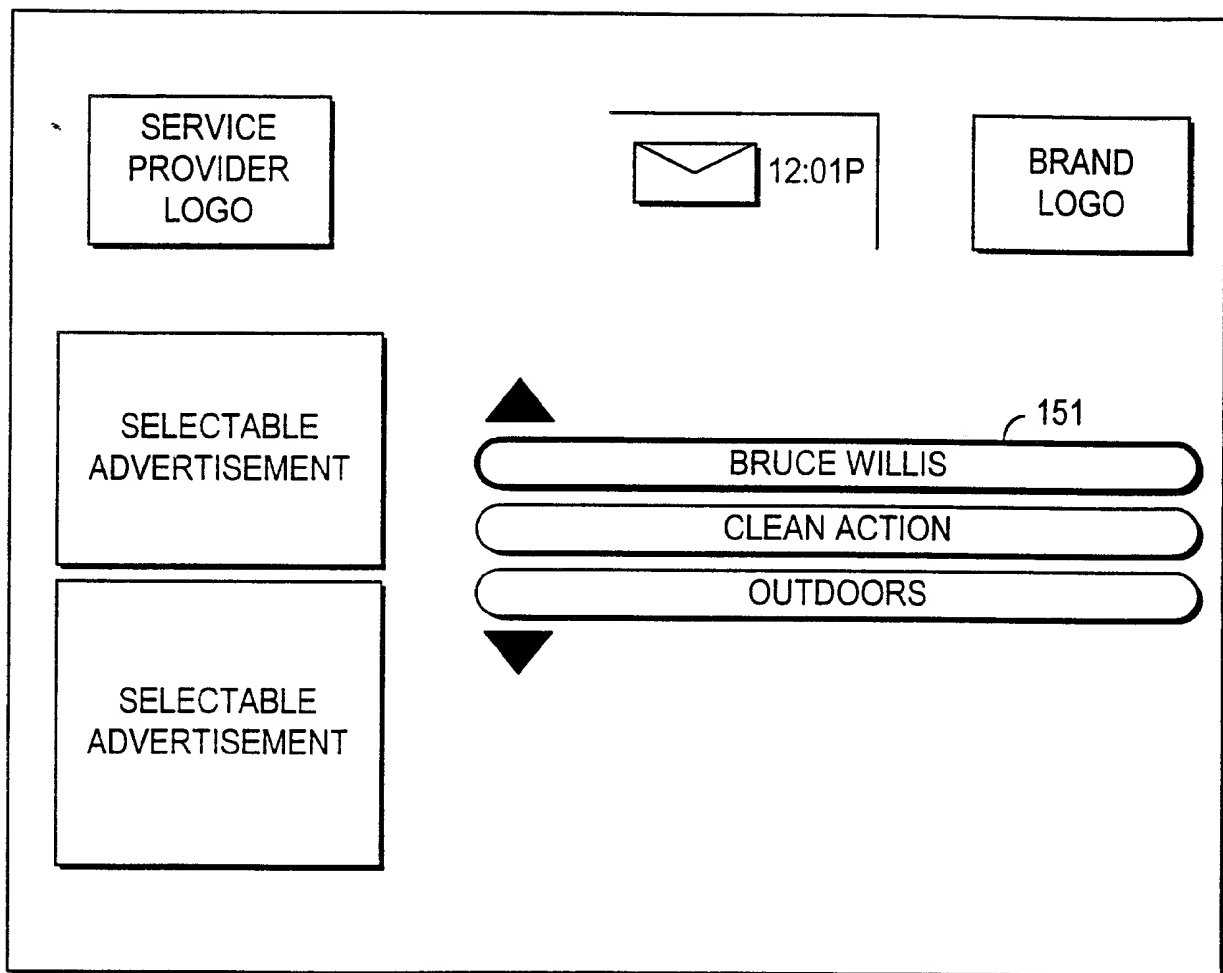 SERVICE
PROVIDER
LOGO
12:01P
BRAND
LOGO
SELECTABLE
ADVERTISEMENT
151
BRUCE WILLIS
CLEAN ACTION
OUTDOORS
SELECTABLE
ADVERTISEMENT